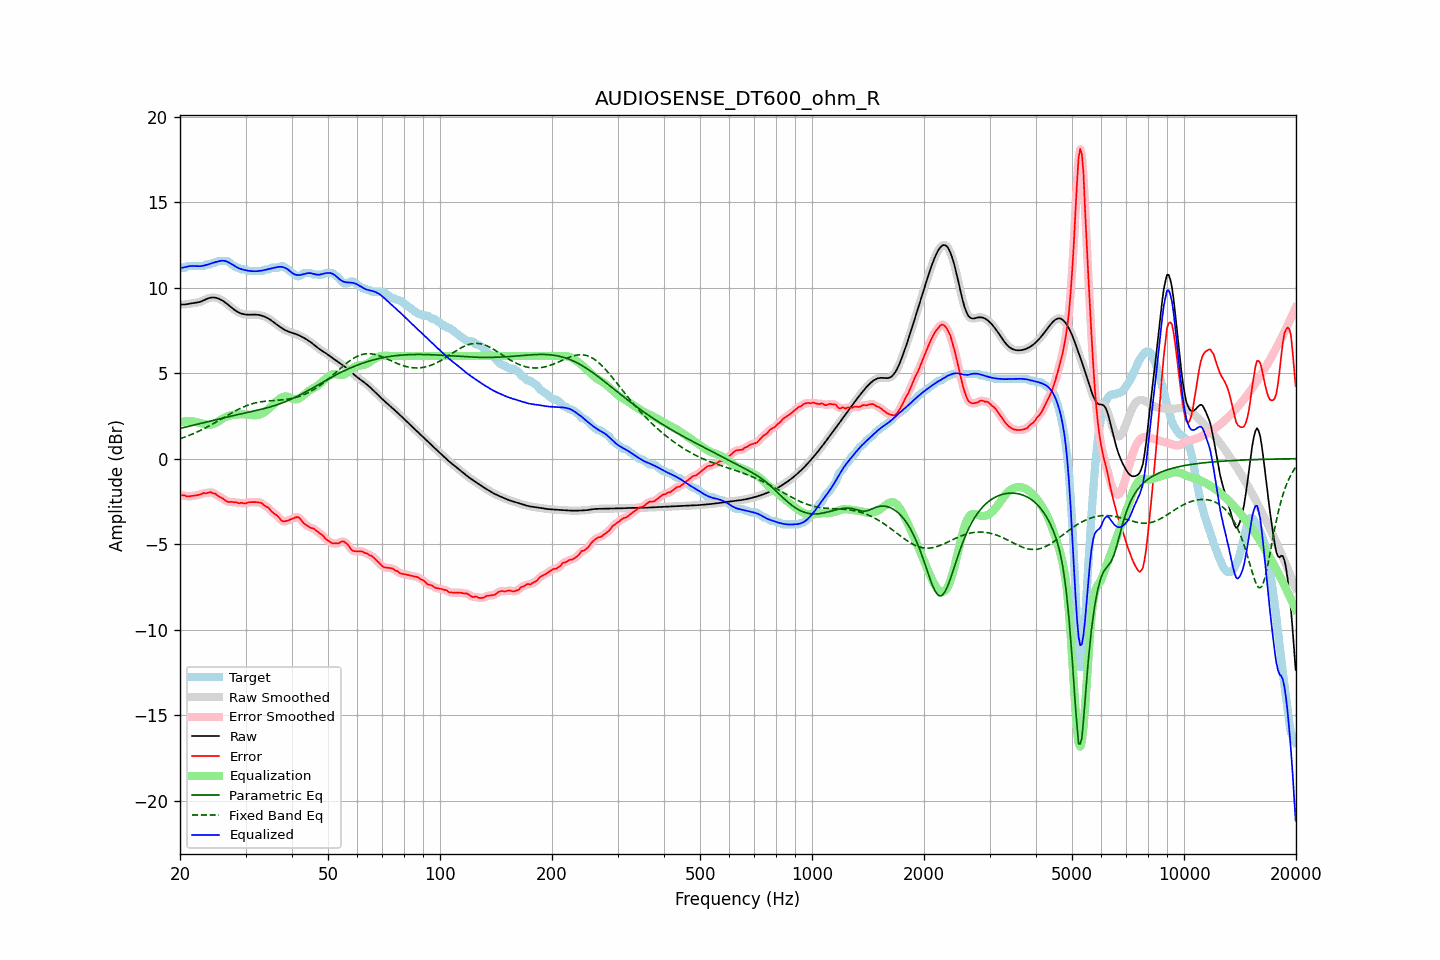 AUDIOSENSE_DT600_ohm_R
20
15
10
5
0
−5
−10
−15
−20
Amplitude (dBr)
Target
Raw Smoothed
Error Smoothed
Raw
Error
Equalization
Parametric Eq
Fixed Band Eq
Equalized
20 50 100 200 500 1000 2000 5000 10000 20000
Frequency (Hz)